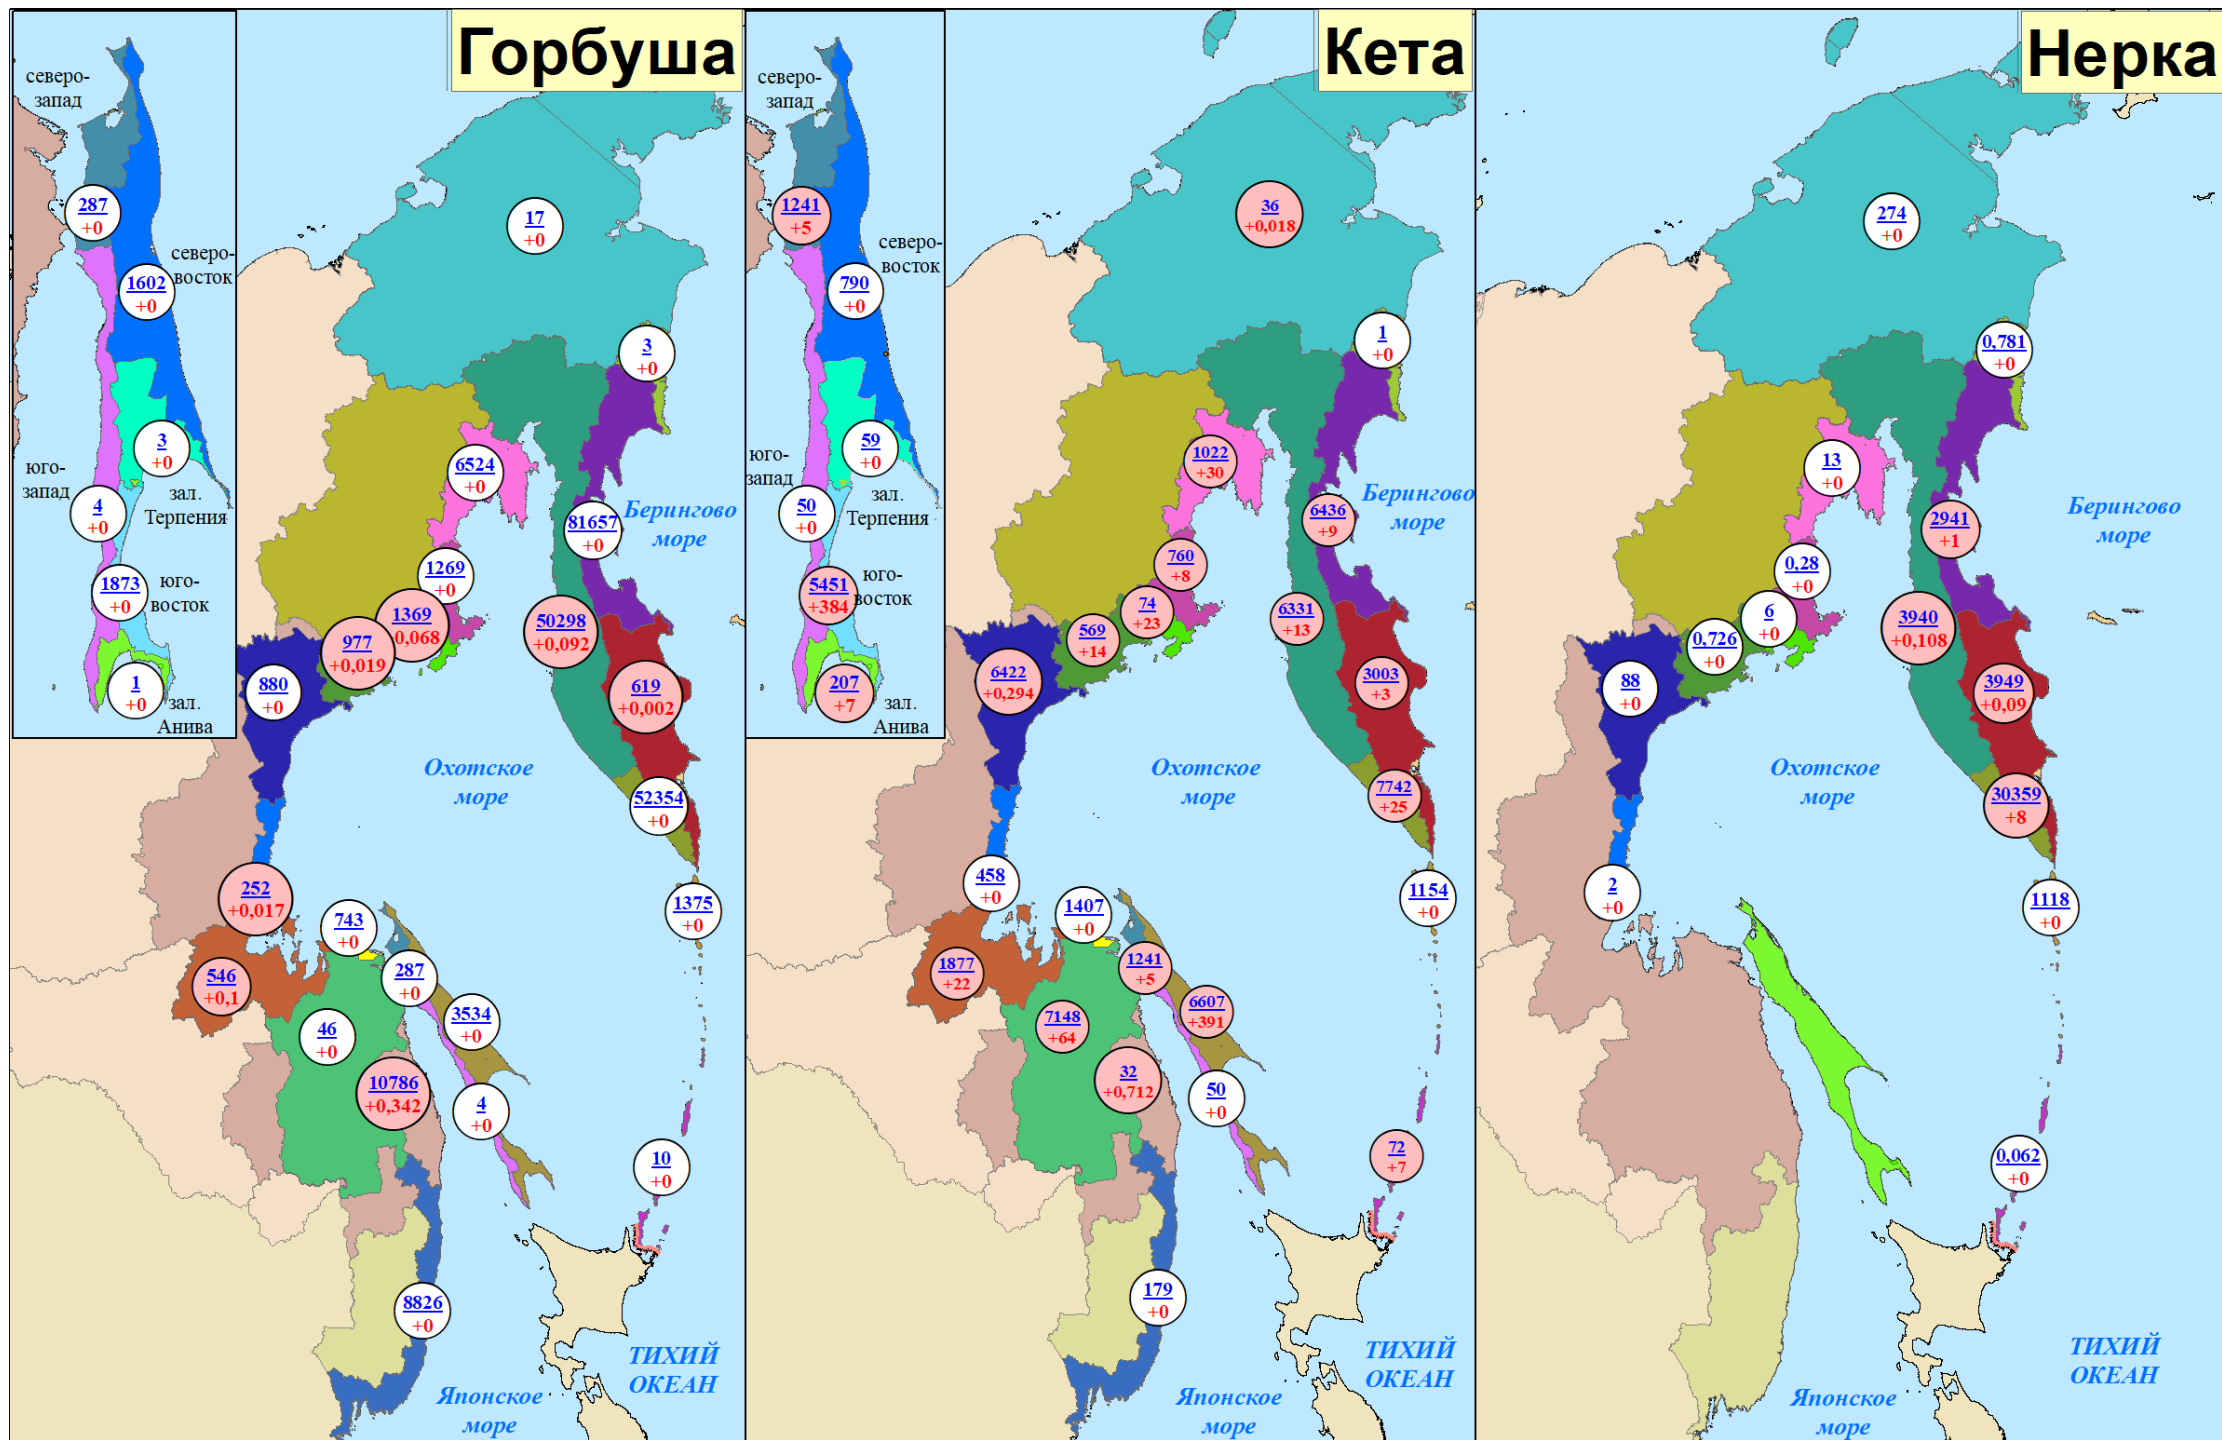 Горбуша
северо-
запад
287
+0
северо-
восток
1602
+0
3
+0
юго-
запад
зал.
Терпения
4
+0
1873
+0
юго-
восток
1
+0
зал.
Анива
17
+0
3
+0
6524
+0
81657
+0
Берингово
море
1269
+0
1369
+0,068
977
+0,019
50298
+0,092
880
+0
619
+0,002
Охотское
море
52354
+0
252
+0,017
743
+0
1375
+0
546
+0,1
287
+0
3534
+0
46
+0
10786
+0,342
4
+0
10
+0
8826
+0
ТИХИЙ
ОКЕАН
Японское
море
Кета
северо-
запад
1241
+5
северо-
восток
790
+0
59
+0
юго-
запад
зал.
Терпения
50
+0
5451
+384
юго-
восток
207
+7
зал.
Анива
36
+0,018
1
+0
1022
+30
6436
+9
Берингово
море
760
+8
74
+23
569
+14
6331
+13
6422
+0,294
3003
+3
Охотское
море
7742
+25
458
+0
1407
+0
1154
+0
1877
+22
1241
+5
6607
+391
7148
+64
32
+0,712
50
+0
72
+7
179
+0
ТИХИЙ
ОКЕАН
Японское
море
Нерка
274
+0
0,781
+0
13
+0
2941
+1
Берингово
море
0,28
+0
6
+0
0,726
+0
3940
+0,108
88
+0
3949
+0,09
Охотское
море
30359
+8
2
+0
1118
+0
0,062
+0
ТИХИЙ
ОКЕАН
Японское
море